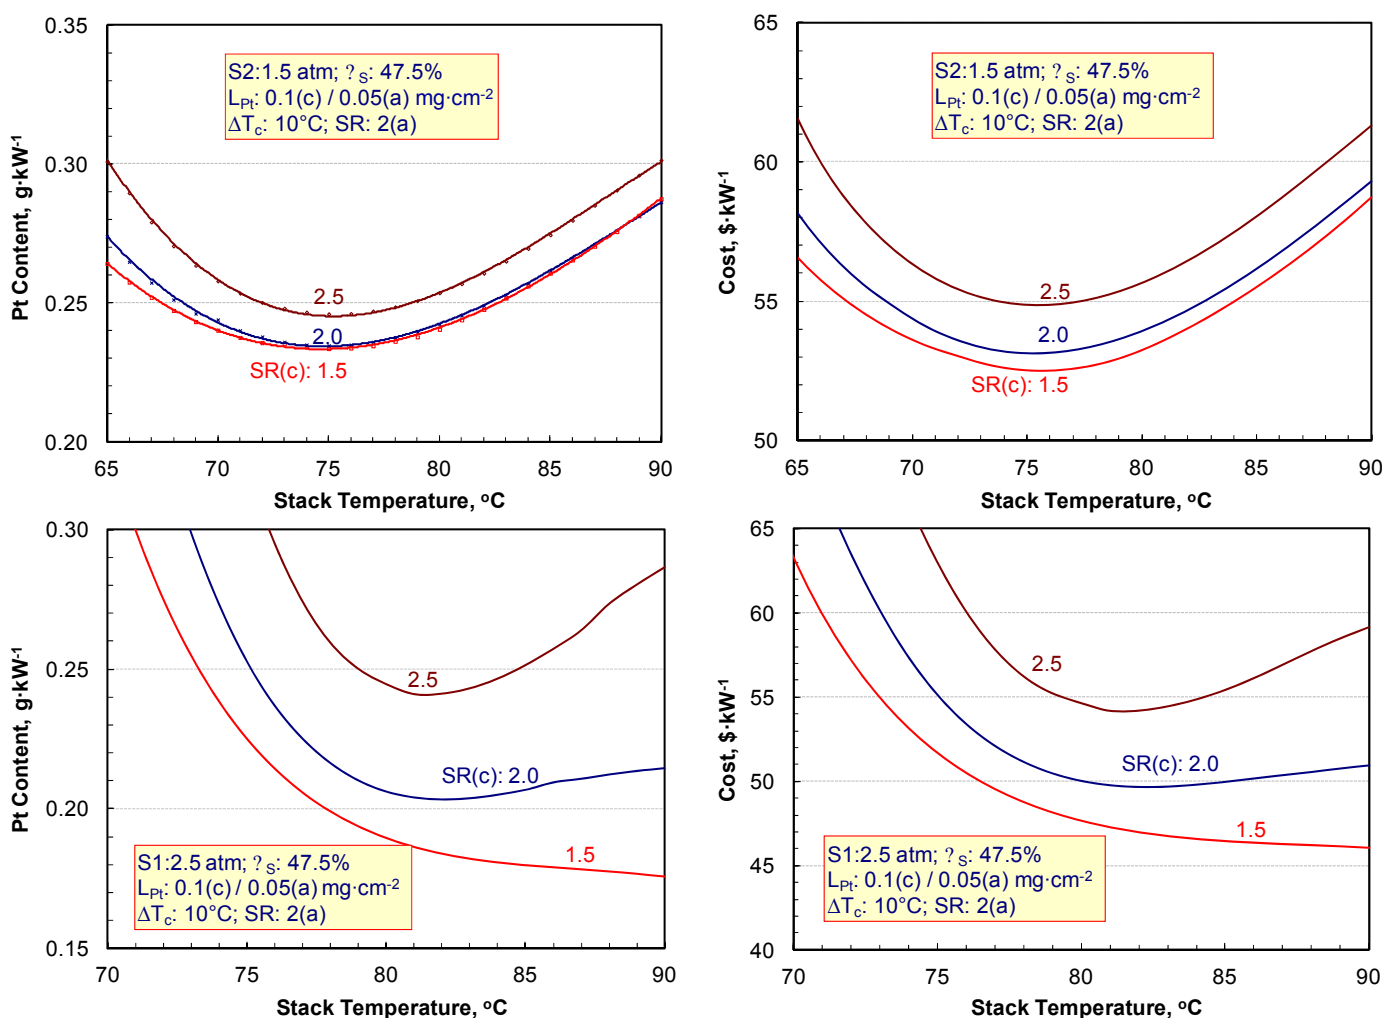 0.35
0.30
0.25
0.20
Pt Content, g·kW-1
S2:1.5 atm; ?S: 47.5%
LPt: 0.1(c) / 0.05(a) mg·cm-2
ΔTc: 10°C; SR: 2(a)
2.5
2.0
SR(c): 1.5
65 70 75 80 85 90
Stack Temperature, oC
65
60
55
50
Cost, $·kW-1
S2:1.5 atm; ?S: 47.5%
LPt: 0.1(c) / 0.05(a) mg·cm-2
ΔTc: 10°C; SR: 2(a)
2.5
2.0
SR(c): 1.5
65 70 75 80 85 90
Stack Temperature, oC
0.30
0.25
0.20
0.15
Pt Content, g·kW-1
2.5
SR(c): 2.0
1.5
S1:2.5 atm; ?S: 47.5%
LPt: 0.1(c) / 0.05(a) mg·cm-2
ΔTc: 10°C; SR: 2(a)
70 75 80 85 90
Stack Temperature, oC
65
60
55
50
45
40
Cost, $·kW-1
2.5
SR(c): 2.0
1.5
S1:2.5 atm; ?S: 47.5%
LPt: 0.1(c) / 0.05(a) mg·cm-2
ΔTc: 10°C; SR: 2(a)
70 75 80 85 90
Stack Temperature, oC